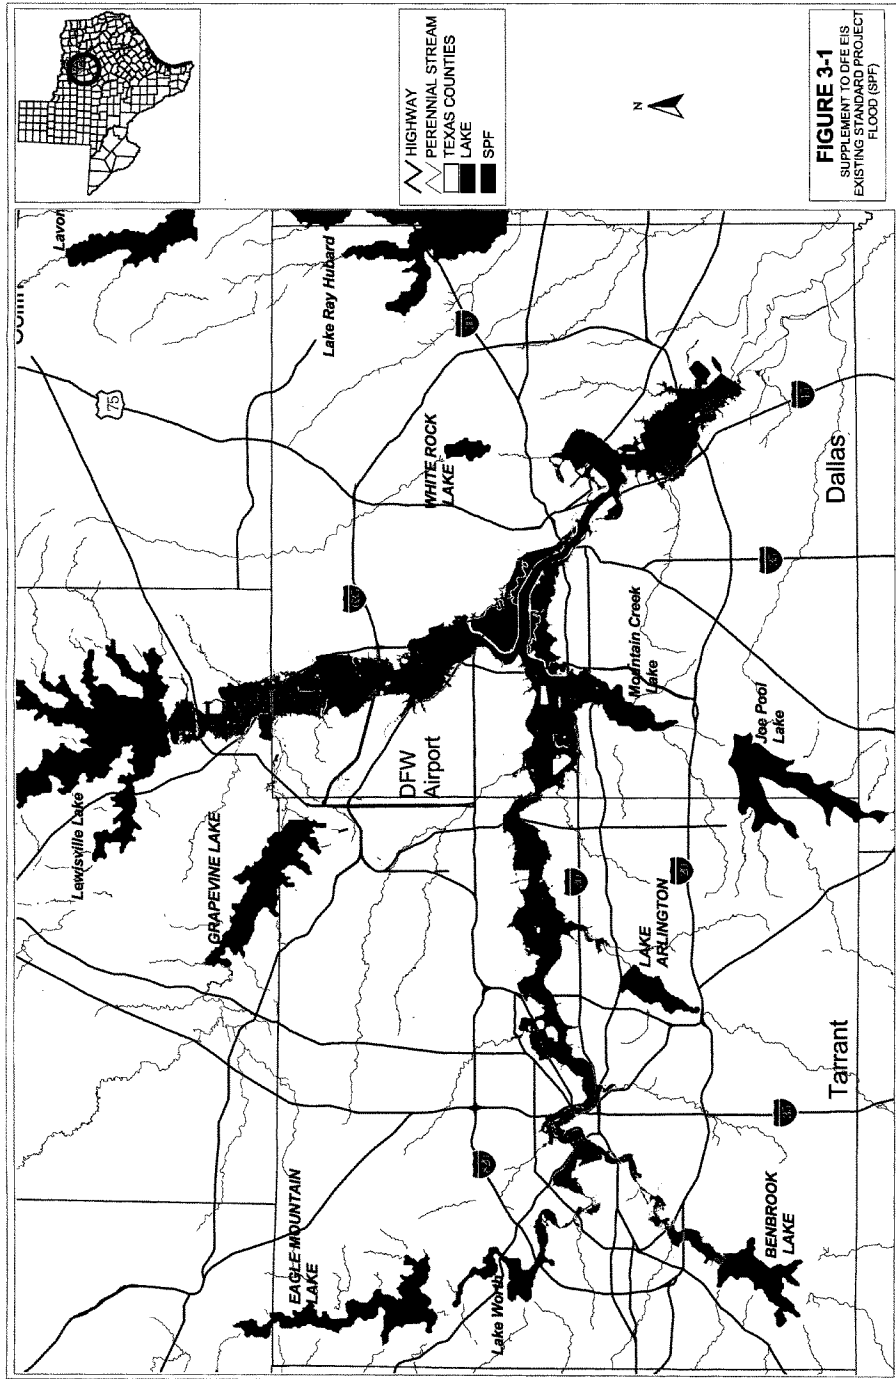 Collin
Lavon
75
Lewisville Lake
GRAPEVINE LAKE
EAGLE MOUNTAIN
LAKE
Lake Ray Hubard
DFW
Airport
WHITE ROCK
LAKE
Lake Worth
Mountain Creek
Lake
LAKE
ARLINGTON
Joe Pool
Lake
BENBROOK
LAKE
Tarrant
Dallas
HIGHWAY
PERENNIAL STREAM
TEXAS COUNTIES
LAKE
SPF
N
FIGURE 3-1
SUPPLEMENT TO DFE EIS
EXISTING STANDARD PROJECT
FLOOD (SPF)